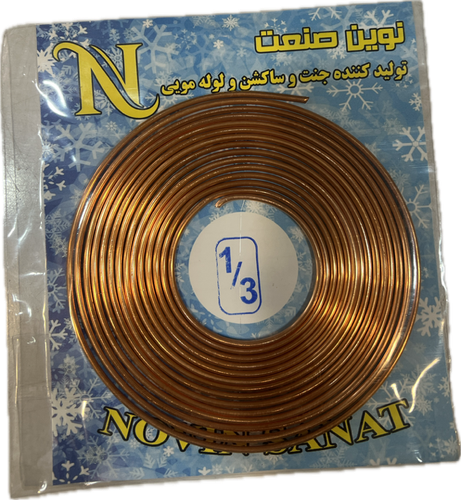 نوین صنعت
N
تولید کننده جنت و ساکشن و لوله مویی
1/3
NOVIN SANAT